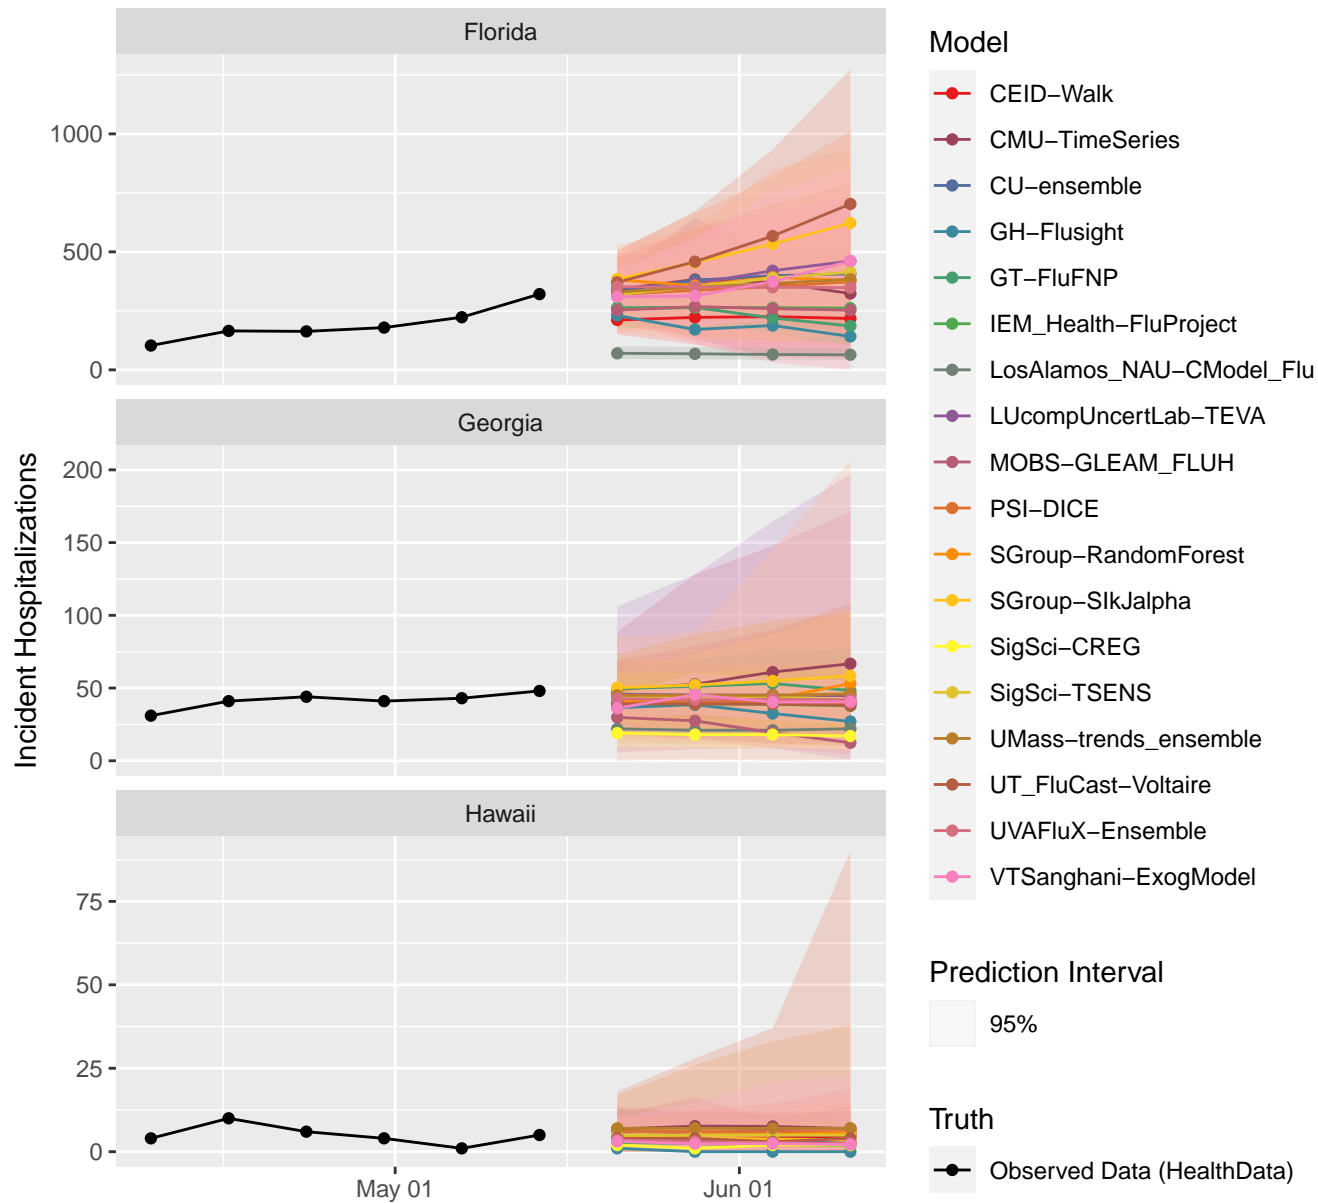 Florida
1000
500
0
Georgia
200
150
100
50
0
Hawaii
75
50
25
0
May 01
Jun 01
Incident Hospitalizations
Model
CEID−Walk
CMU−TimeSeries
CU−ensemble
GH−Flusight
GT−FluFNP
IEM_Health−FluProject
LosAlamos_NAU−CModel_Flu
LUcompUncertLab−TEVA
MOBS−GLEAM_FLUH
PSI−DICE
SGroup−RandomForest
SGroup−SIkJalpha
SigSci−CREG
SigSci−TSENS
UMass−trends_ensemble
UT_FluCast−Voltaire
UVAFluX−Ensemble
VTSanghani−ExogModel
Prediction Interval
95%
Truth
Observed Data (HealthData)